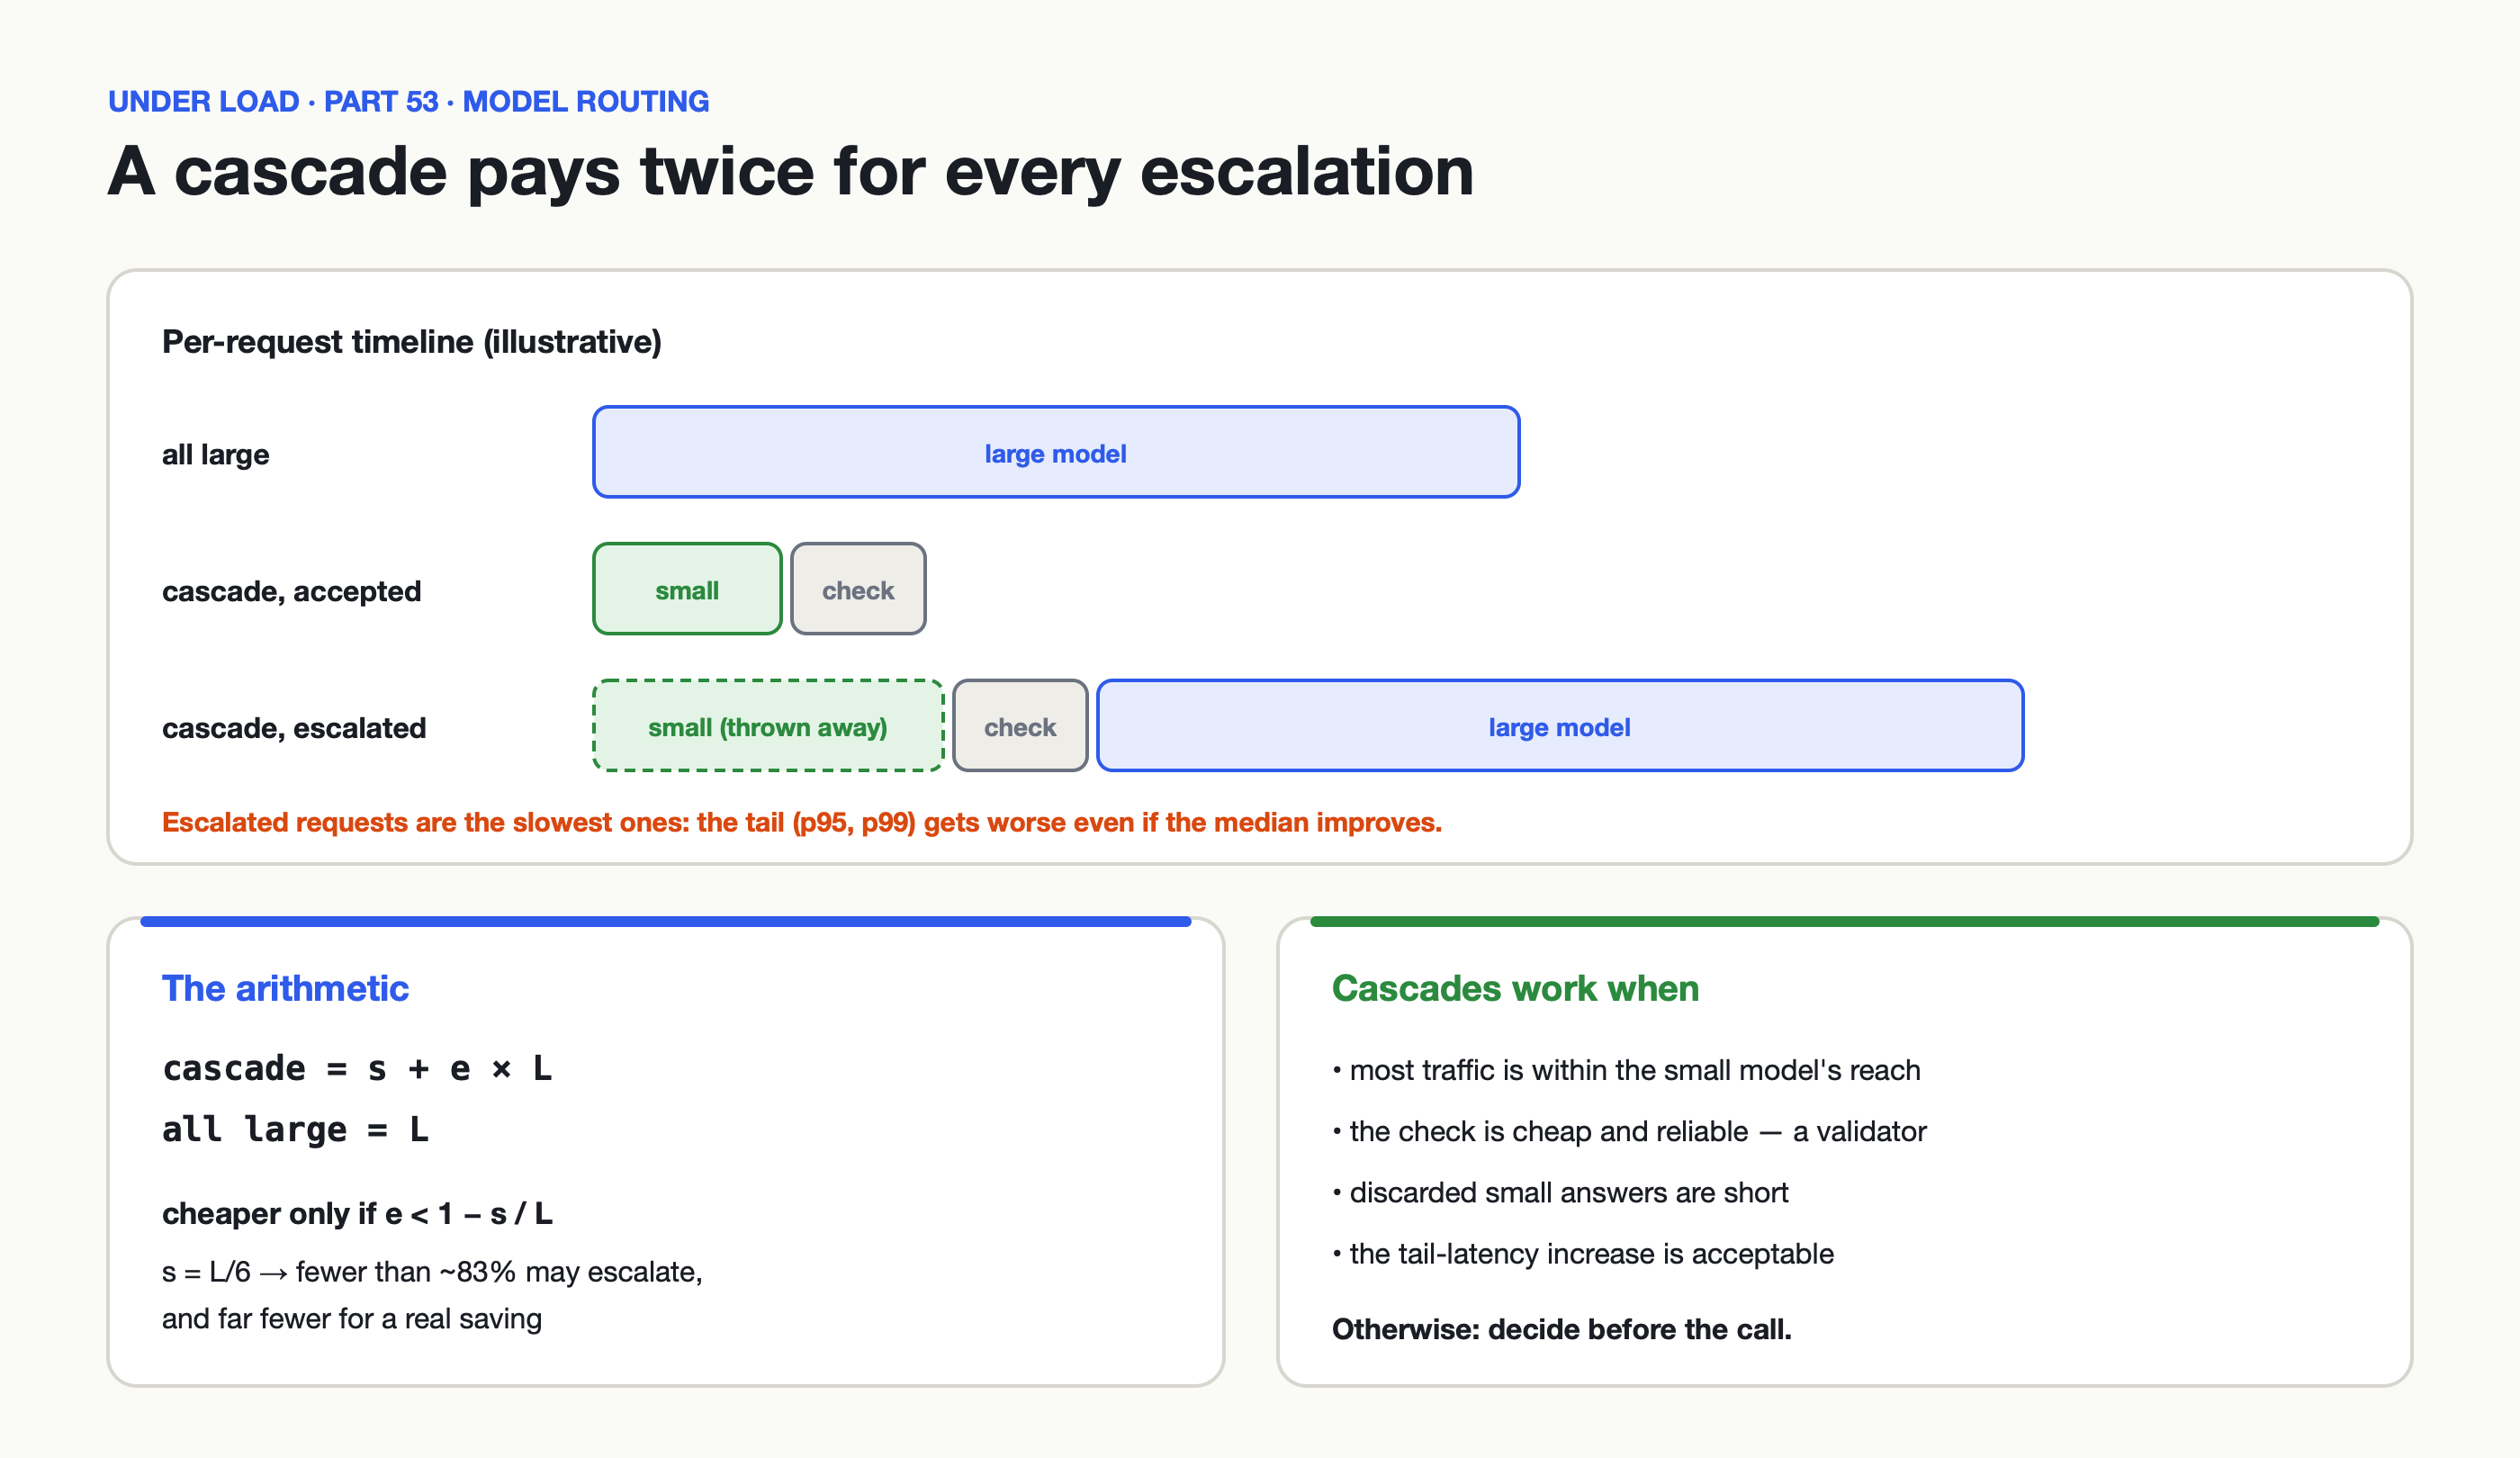 UNDER LOAD · PART 53 · MODEL ROUTING
A cascade pays twice for every escalation
Per-request timeline (illustrative)
all large
large model
cascade, accepted
small
check
cascade, escalated
small (thrown away)
check
large model
Escalated requests are the slowest ones: the tail (p95, p99) gets worse even if the median improves.
The arithmetic
cascade = s + e × L
all large = L
cheaper only if e < 1 – s / L
s = L/6 → fewer than ~83% may escalate,
and far fewer for a real saving
Cascades work when
• most traffic is within the small model's reach
• the check is cheap and reliable — a validator
• discarded small answers are short
• the tail-latency increase is acceptable
Otherwise: decide before the call.